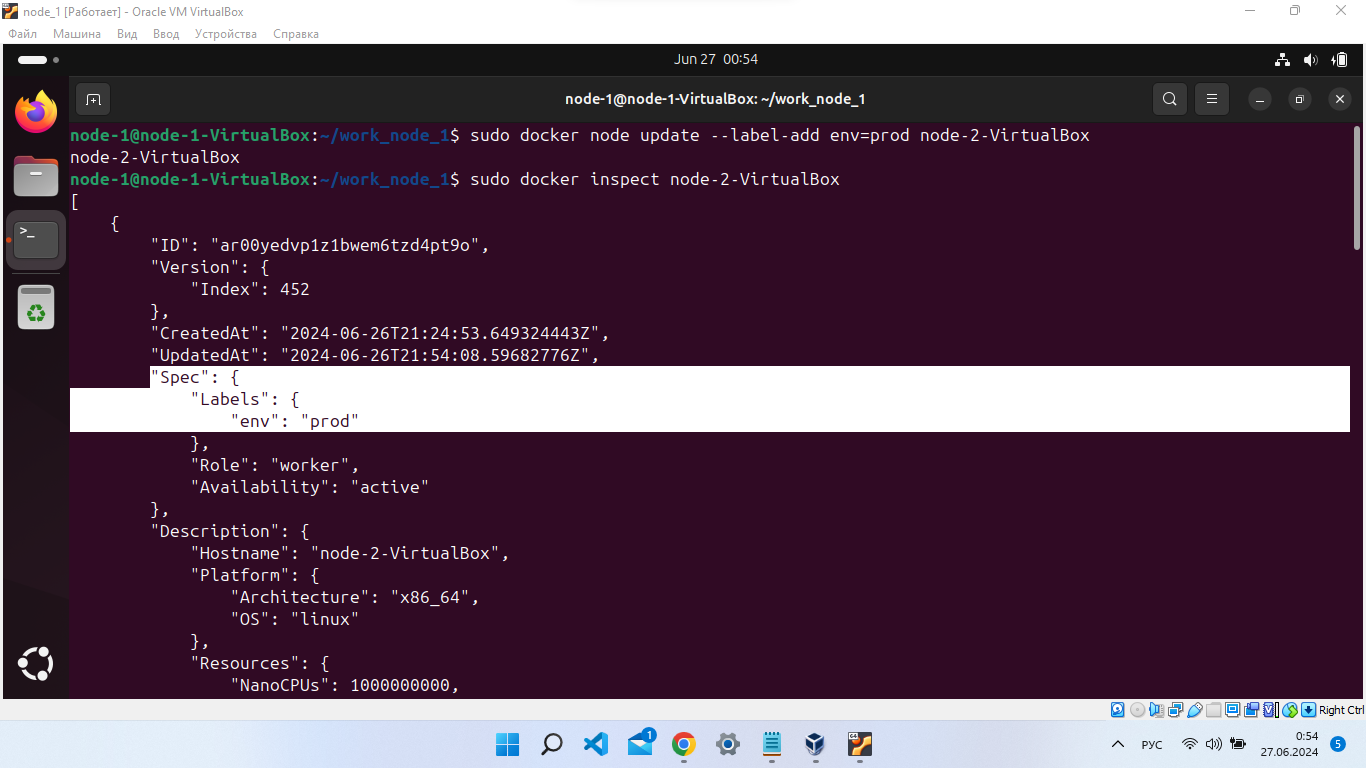 node_1 [Работает] - Oracle VM VirtualBox
Файл Машина Вид Ввод Устройства Справка
Jun 27 00:54
node-1@node-1-VirtualBox: ~/work_node_1
node-1@node-1-VirtualBox:~/work_node_1$ sudo docker node update --label-add env=prod node-2-VirtualBox
node-2-VirtualBox
node-1@node-1-VirtualBox:~/work_node_1$ sudo docker inspect node-2-VirtualBox
[
    {
        "ID": "ar00yedvp1z1bwem6tzd4pt9o",
        "Version": {
            "Index": 452
        },
        "CreatedAt": "2024-06-26T21:24:53.649324443Z",
        "UpdatedAt": "2024-06-26T21:54:08.59682776Z",
        "Spec": {
            "Labels": {
                "env": "prod"
            },
            "Role": "worker",
            "Availability": "active"
        },
        "Description": {
            "Hostname": "node-2-VirtualBox",
            "Platform": {
                "Architecture": "x86_64",
                "OS": "linux"
            },
            "Resources": {
                "NanoCPUs": 1000000000,
Right Ctrl
1
64
РУС
0:54
27.06.2024
5